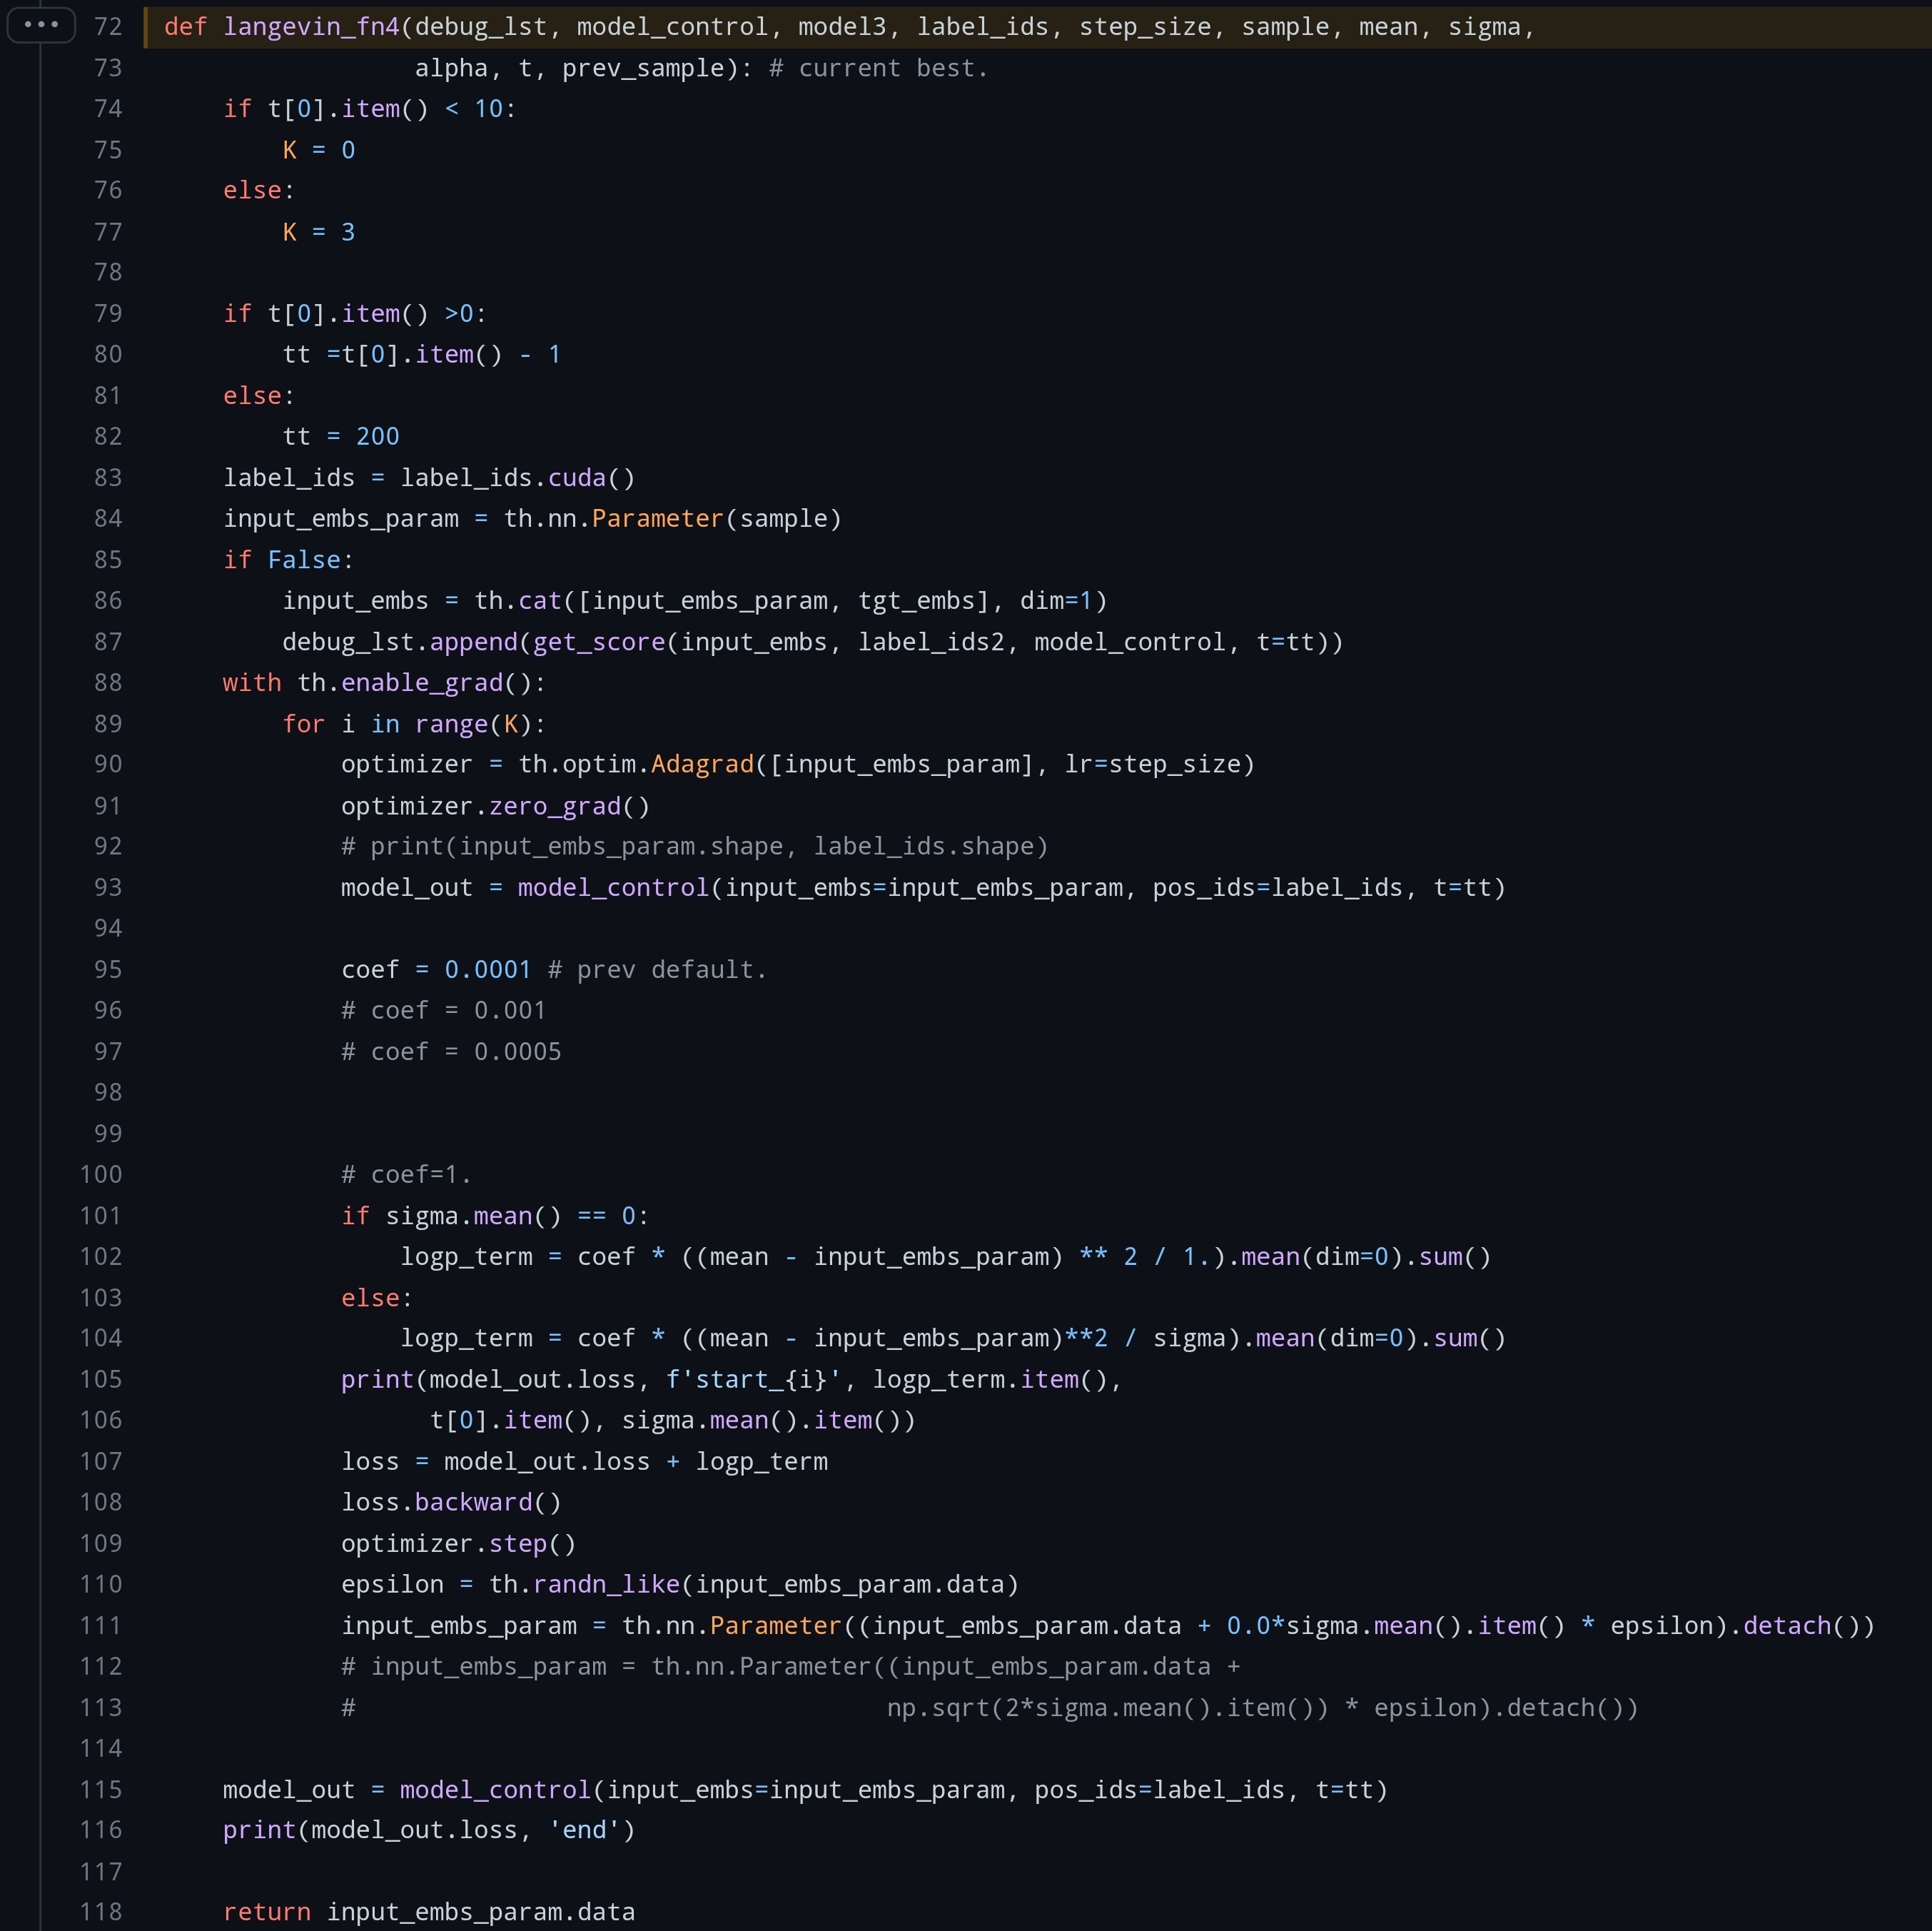 72 def langevin_fn4(debug_lst, model_control, model3, label_ids, step_size, sample, mean, sigma,
73                  alpha, t, prev_sample): # current best.
74     if t[0].item() < 10:
75         K = 0
76     else:
77         K = 3
78
79     if t[0].item() >0:
80         tt =t[0].item() - 1
81     else:
82         tt = 200
83     label_ids = label_ids.cuda()
84     input_embs_param = th.nn.Parameter(sample)
85     if False:
86         input_embs = th.cat([input_embs_param, tgt_embs], dim=1)
87         debug_lst.append(get_score(input_embs, label_ids2, model_control, t=tt))
88     with th.enable_grad():
89         for i in range(K):
90             optimizer = th.optim.Adagrad([input_embs_param], lr=step_size)
91             optimizer.zero_grad()
92             # print(input_embs_param.shape, label_ids.shape)
93             model_out = model_control(input_embs=input_embs_param, pos_ids=label_ids, t=tt)
94
95             coef = 0.0001 # prev default.
96             # coef = 0.001
97             # coef = 0.0005
98
99
100             # coef=1.
101             if sigma.mean() == 0:
102                 logp_term = coef * ((mean - input_embs_param) ** 2 / 1.).mean(dim=0).sum()
103             else:
104                 logp_term = coef * ((mean - input_embs_param)**2 / sigma).mean(dim=0).sum()
105             print(model_out.loss, f'start_{i}', logp_term.item(),
106                   t[0].item(), sigma.mean().item())
107             loss = model_out.loss + logp_term
108             loss.backward()
109             optimizer.step()
110             epsilon = th.randn_like(input_embs_param.data)
111             input_embs_param = th.nn.Parameter((input_embs_param.data + 0.0*sigma.mean().item() * epsilon).detach())
112             # input_embs_param = th.nn.Parameter((input_embs_param.data +
113             #                                    np.sqrt(2*sigma.mean().item()) * epsilon).detach())
114
115     model_out = model_control(input_embs=input_embs_param, pos_ids=label_ids, t=tt)
116     print(model_out.loss, 'end')
117
118     return input_embs_param.data